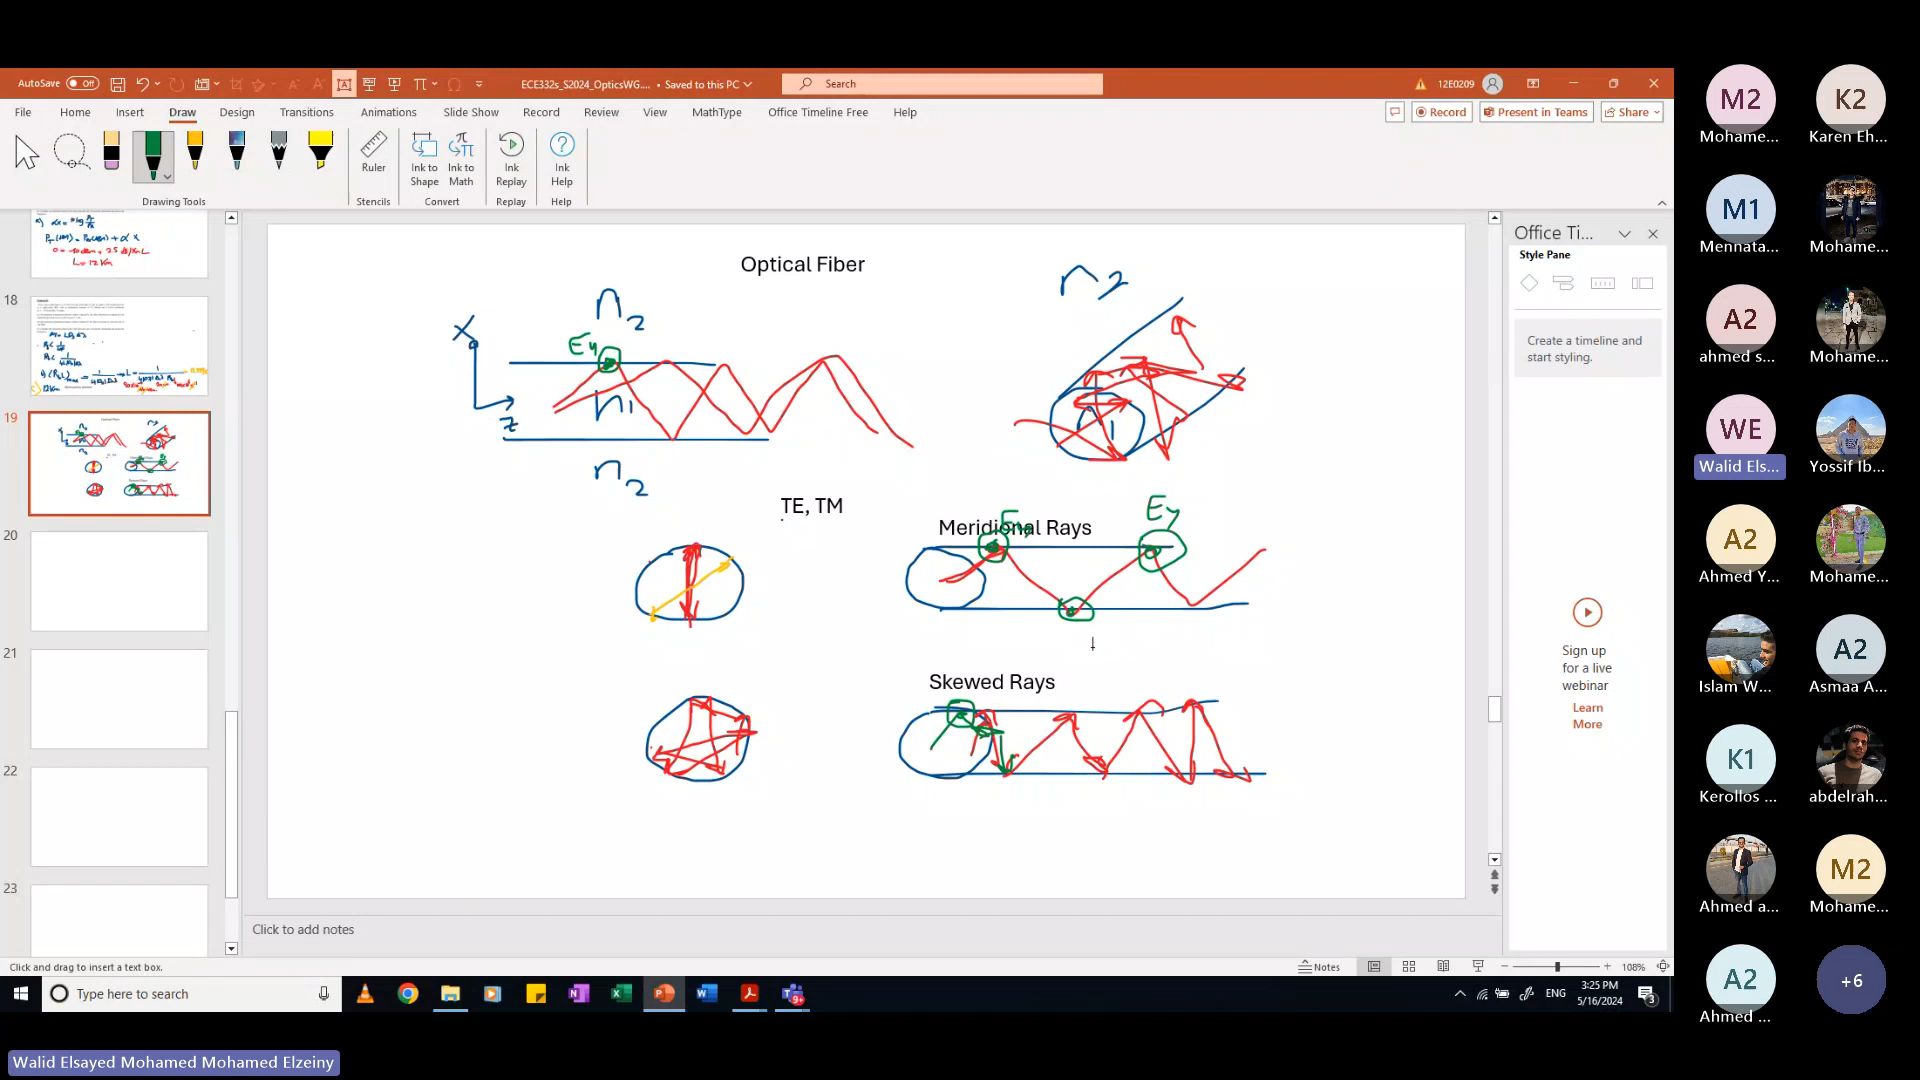 AutoSave Off
ECE332s_S2024_OpticsWG.... • Saved to this PC
Search
12E0209
File Home Insert Draw Design Transitions Animations Slide Show Record Review View MathType Office Timeline Free Help
Record Present in Teams Share
Ruler
Ink to Shape
Ink to Math
Ink Replay
Ink Help
Drawing Tools
Stencils
Convert
Replay
Help
L=12 Km
18
19
20
21
22
23
Optical Fiber
n2
n2
X
Ey
n1
z
n1
n2
TE, TM
Ey
Ey
Meridional Rays
Skewed Rays
Click to add notes
Office Ti...
Style Pane
Create a timeline and start styling.
Sign up for a live webinar
Learn More
Click and drag to insert a text box.
Notes
108%
Type here to search
9+
ENG
3:25 PM
5/16/2024
3
M2
Mohame...
K2
Karen Eh...
M1
Mennata...
Mohame...
A2
ahmed s...
Mohame...
WE
Walid Els...
Yossif Ib...
A2
Ahmed Y...
Mohame...
Islam W...
A2
Asmaa A...
K1
Kerollos ...
abdelrah...
Ahmed a...
M2
Mohame...
A2
Ahmed ...
+6
Walid Elsayed Mohamed Mohamed Elzeiny